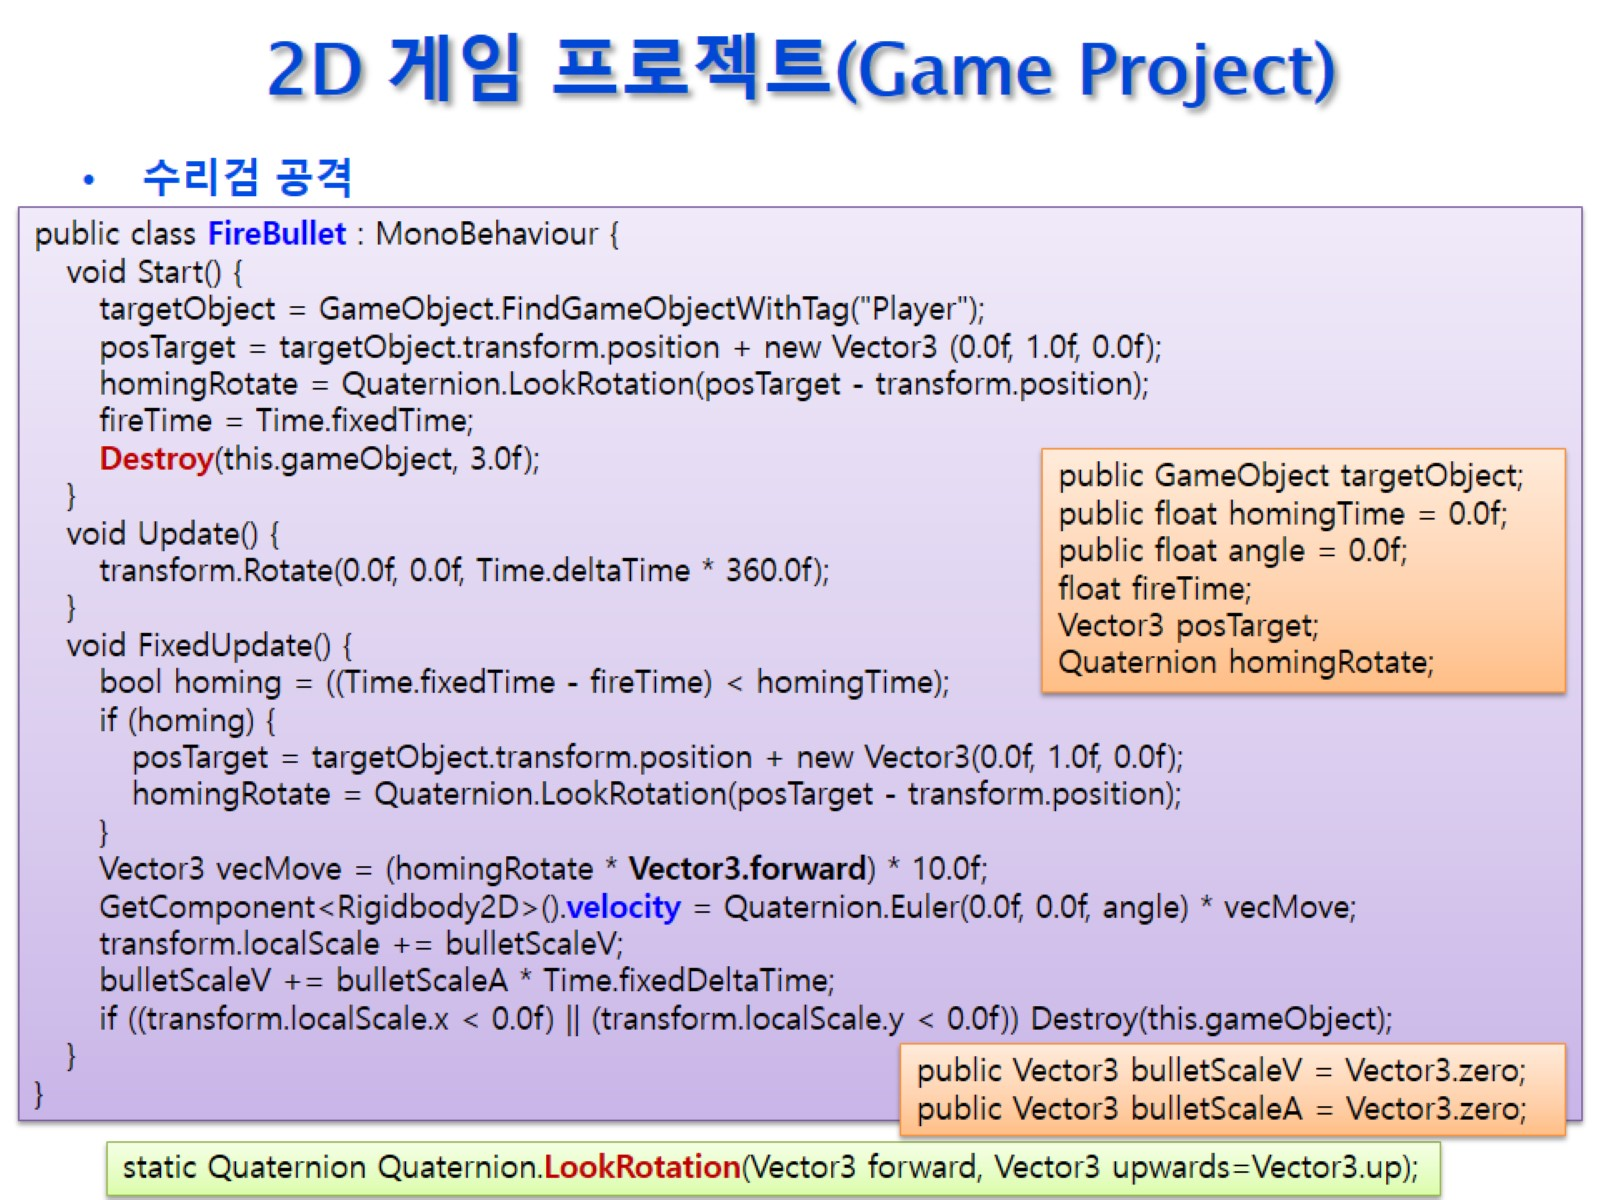 2D 게임 프로젝트(Game Project)
• 수리검 공격
public class FireBullet : MonoBehaviour {
void Start() {
targetObject = GameObject.FindGameObjectWithTag("Player");
posTarget = targetObject.transform.position + new Vector3 (0.0f, 1.0f, 0.0f);
homingRotate = Quaternion.LookRotation(posTarget - transform.position);
fireTime = Time.fixedTime;
Destroy(this.gameObject, 3.0f);
}
void Update() {
transform.Rotate(0.0f, 0.0f, Time.deltaTime * 360.0f);
}
void FixedUpdate() {
bool homing = ((Time.fixedTime - fireTime) < homingTime);
if (homing) {
posTarget = targetObject.transform.position + new Vector3(0.0f, 1.0f, 0.0f);
homingRotate = Quaternion.LookRotation(posTarget - transform.position);
}
Vector3 vecMove = (homingRotate * Vector3.forward) * 10.0f;
GetComponent<Rigidbody2D>().velocity = Quaternion.Euler(0.0f, 0.0f, angle) * vecMove;
transform.localScale += bulletScaleV;
bulletScaleV += bulletScaleA * Time.fixedDeltaTime;
if ((transform.localScale.x < 0.0f) || (transform.localScale.y < 0.0f)) Destroy(this.gameObject);
}
}
public GameObject targetObject;
public float homingTime = 0.0f;
public float angle = 0.0f;
float fireTime;
Vector3 posTarget;
Quaternion homingRotate;
public Vector3 bulletScaleV = Vector3.zero;
public Vector3 bulletScaleA = Vector3.zero;
static Quaternion Quaternion.LookRotation(Vector3 forward, Vector3 upwards=Vector3.up);